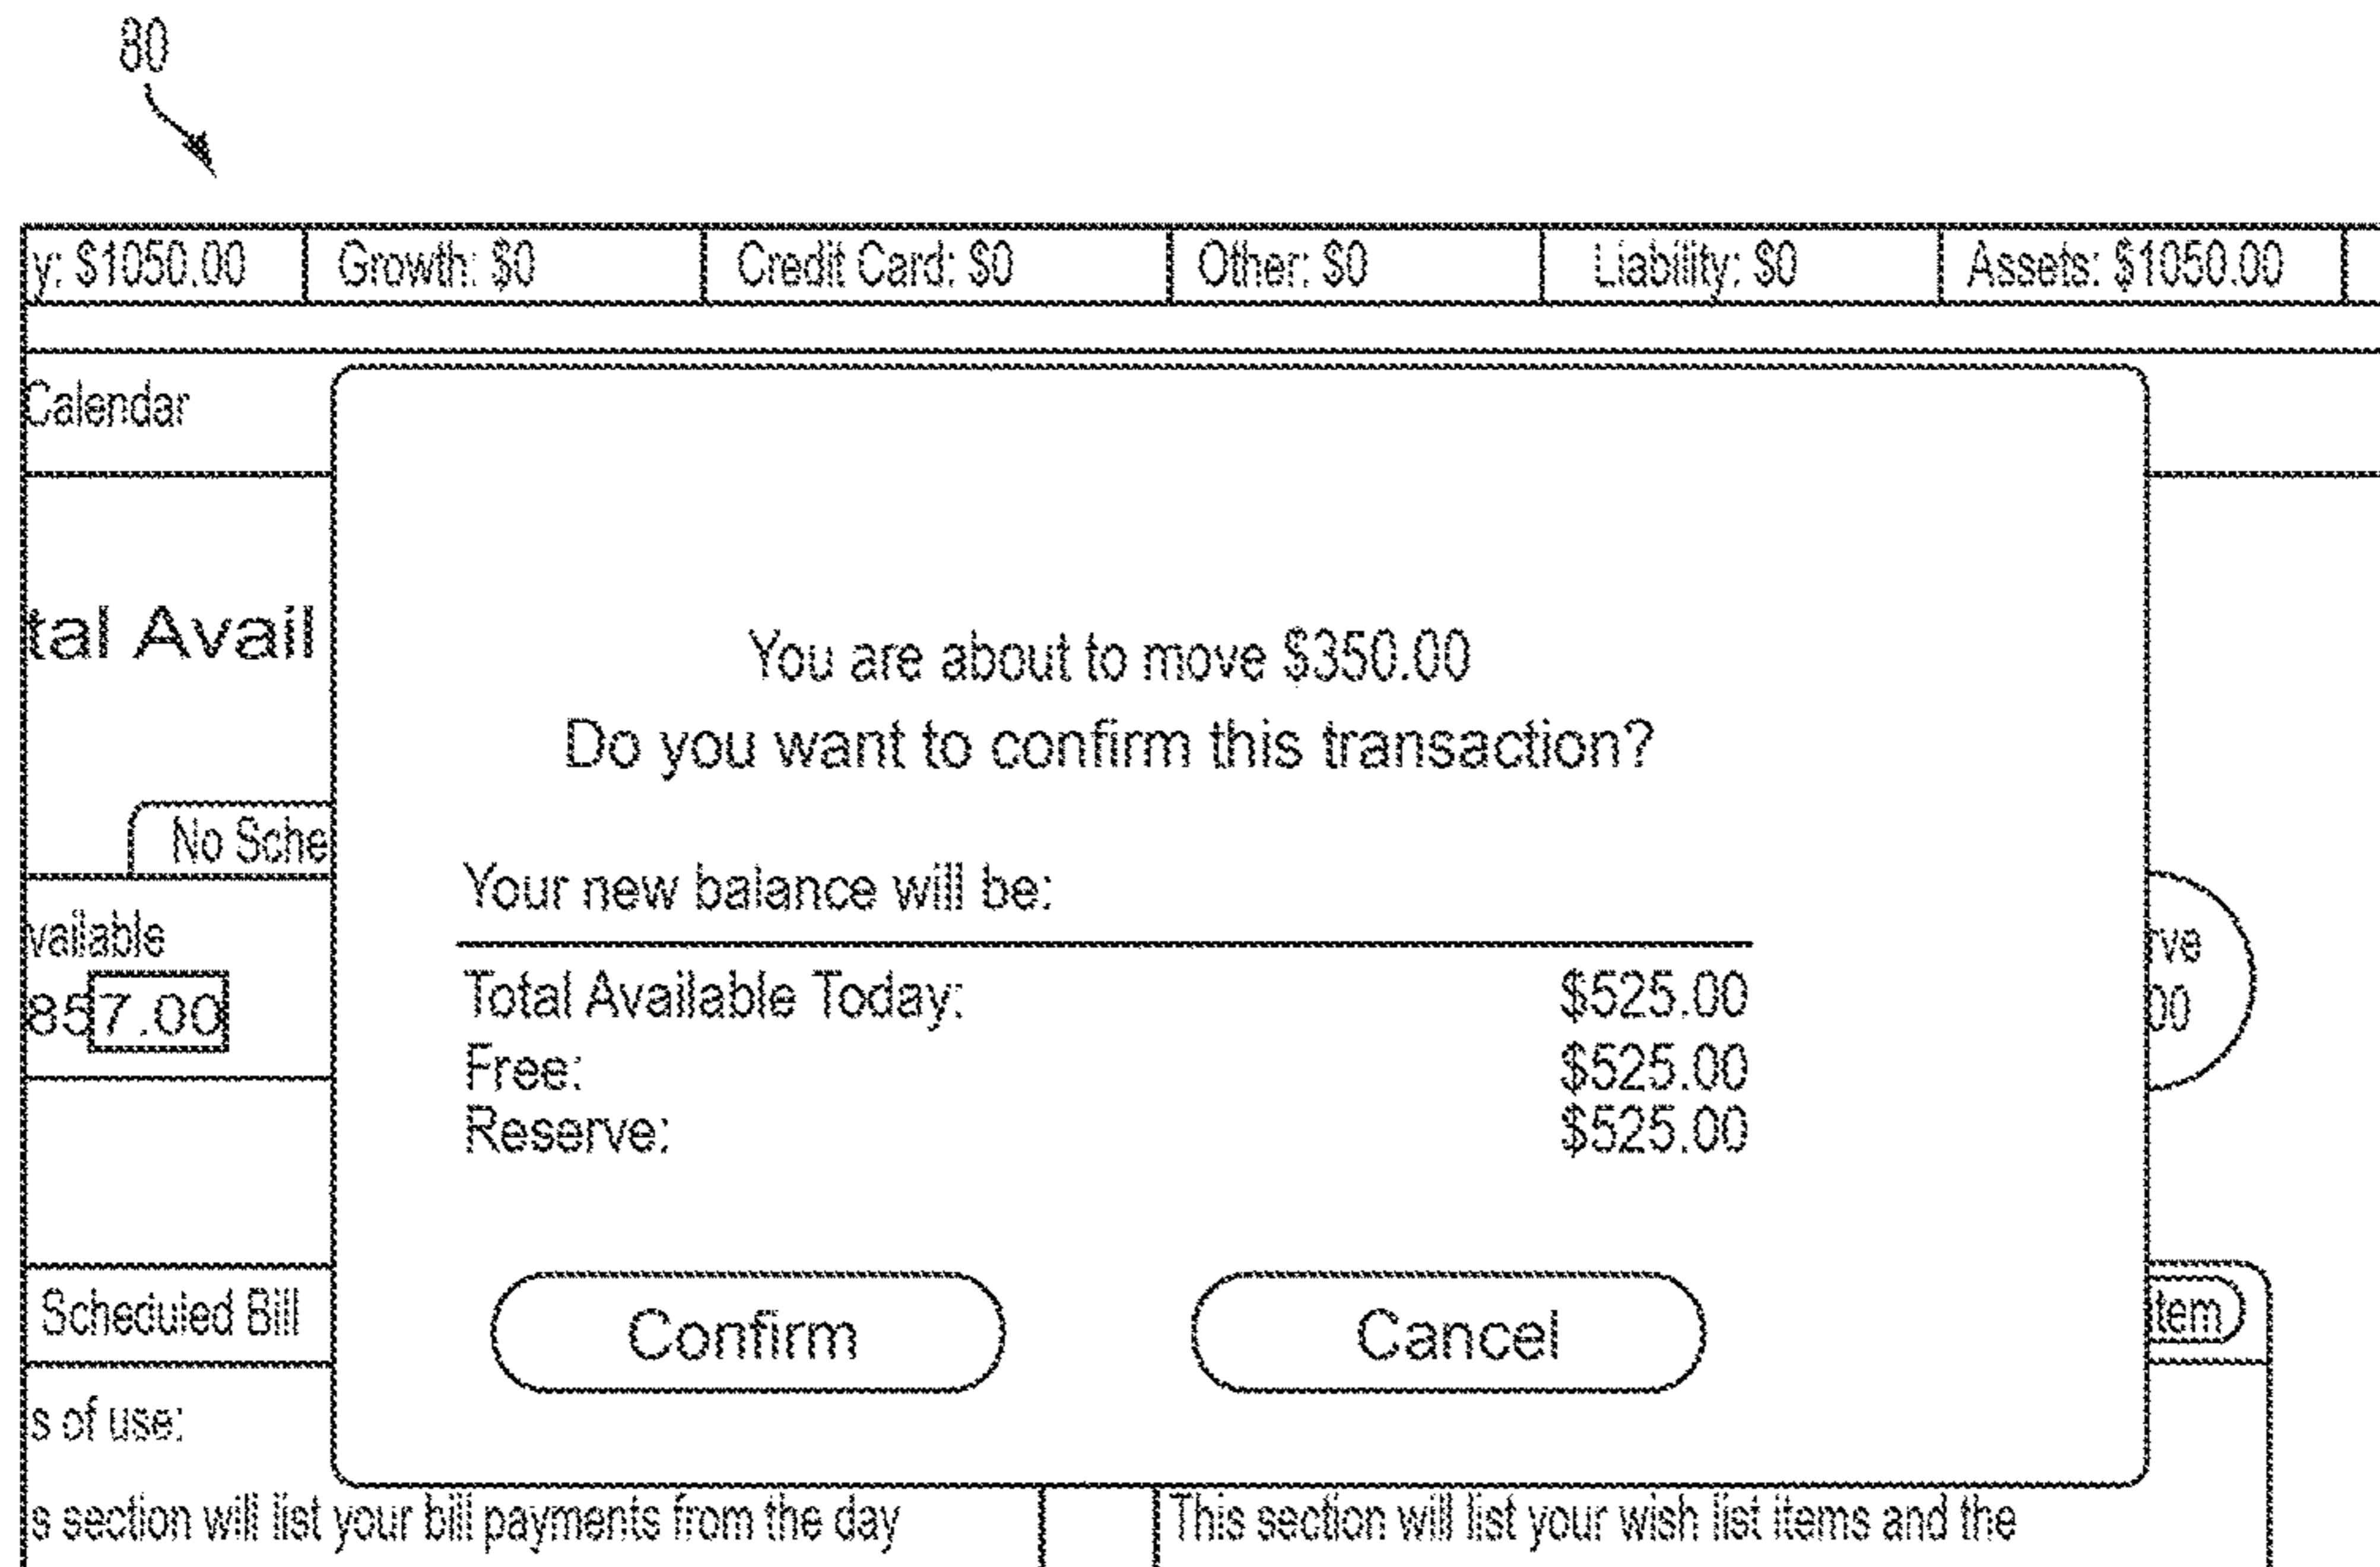 80
y: $1050.00 Growth: $0 Credit Card: $0 Other: $0 Liability: $0 Assets: $1050.00
Calendar
tal Avail
You are about to move $350.00
Do you want to confirm this transaction?
No Sche
Your new balance will be:
vailable
rve
857.00
00
Total Available Today: $525.00
Free: $525.00
Reserve: $525.00
Scheduled Bill
Confirm Cancel
Item
s of use:
s section will list your bill payments from the day
This section will list your wish list items and the